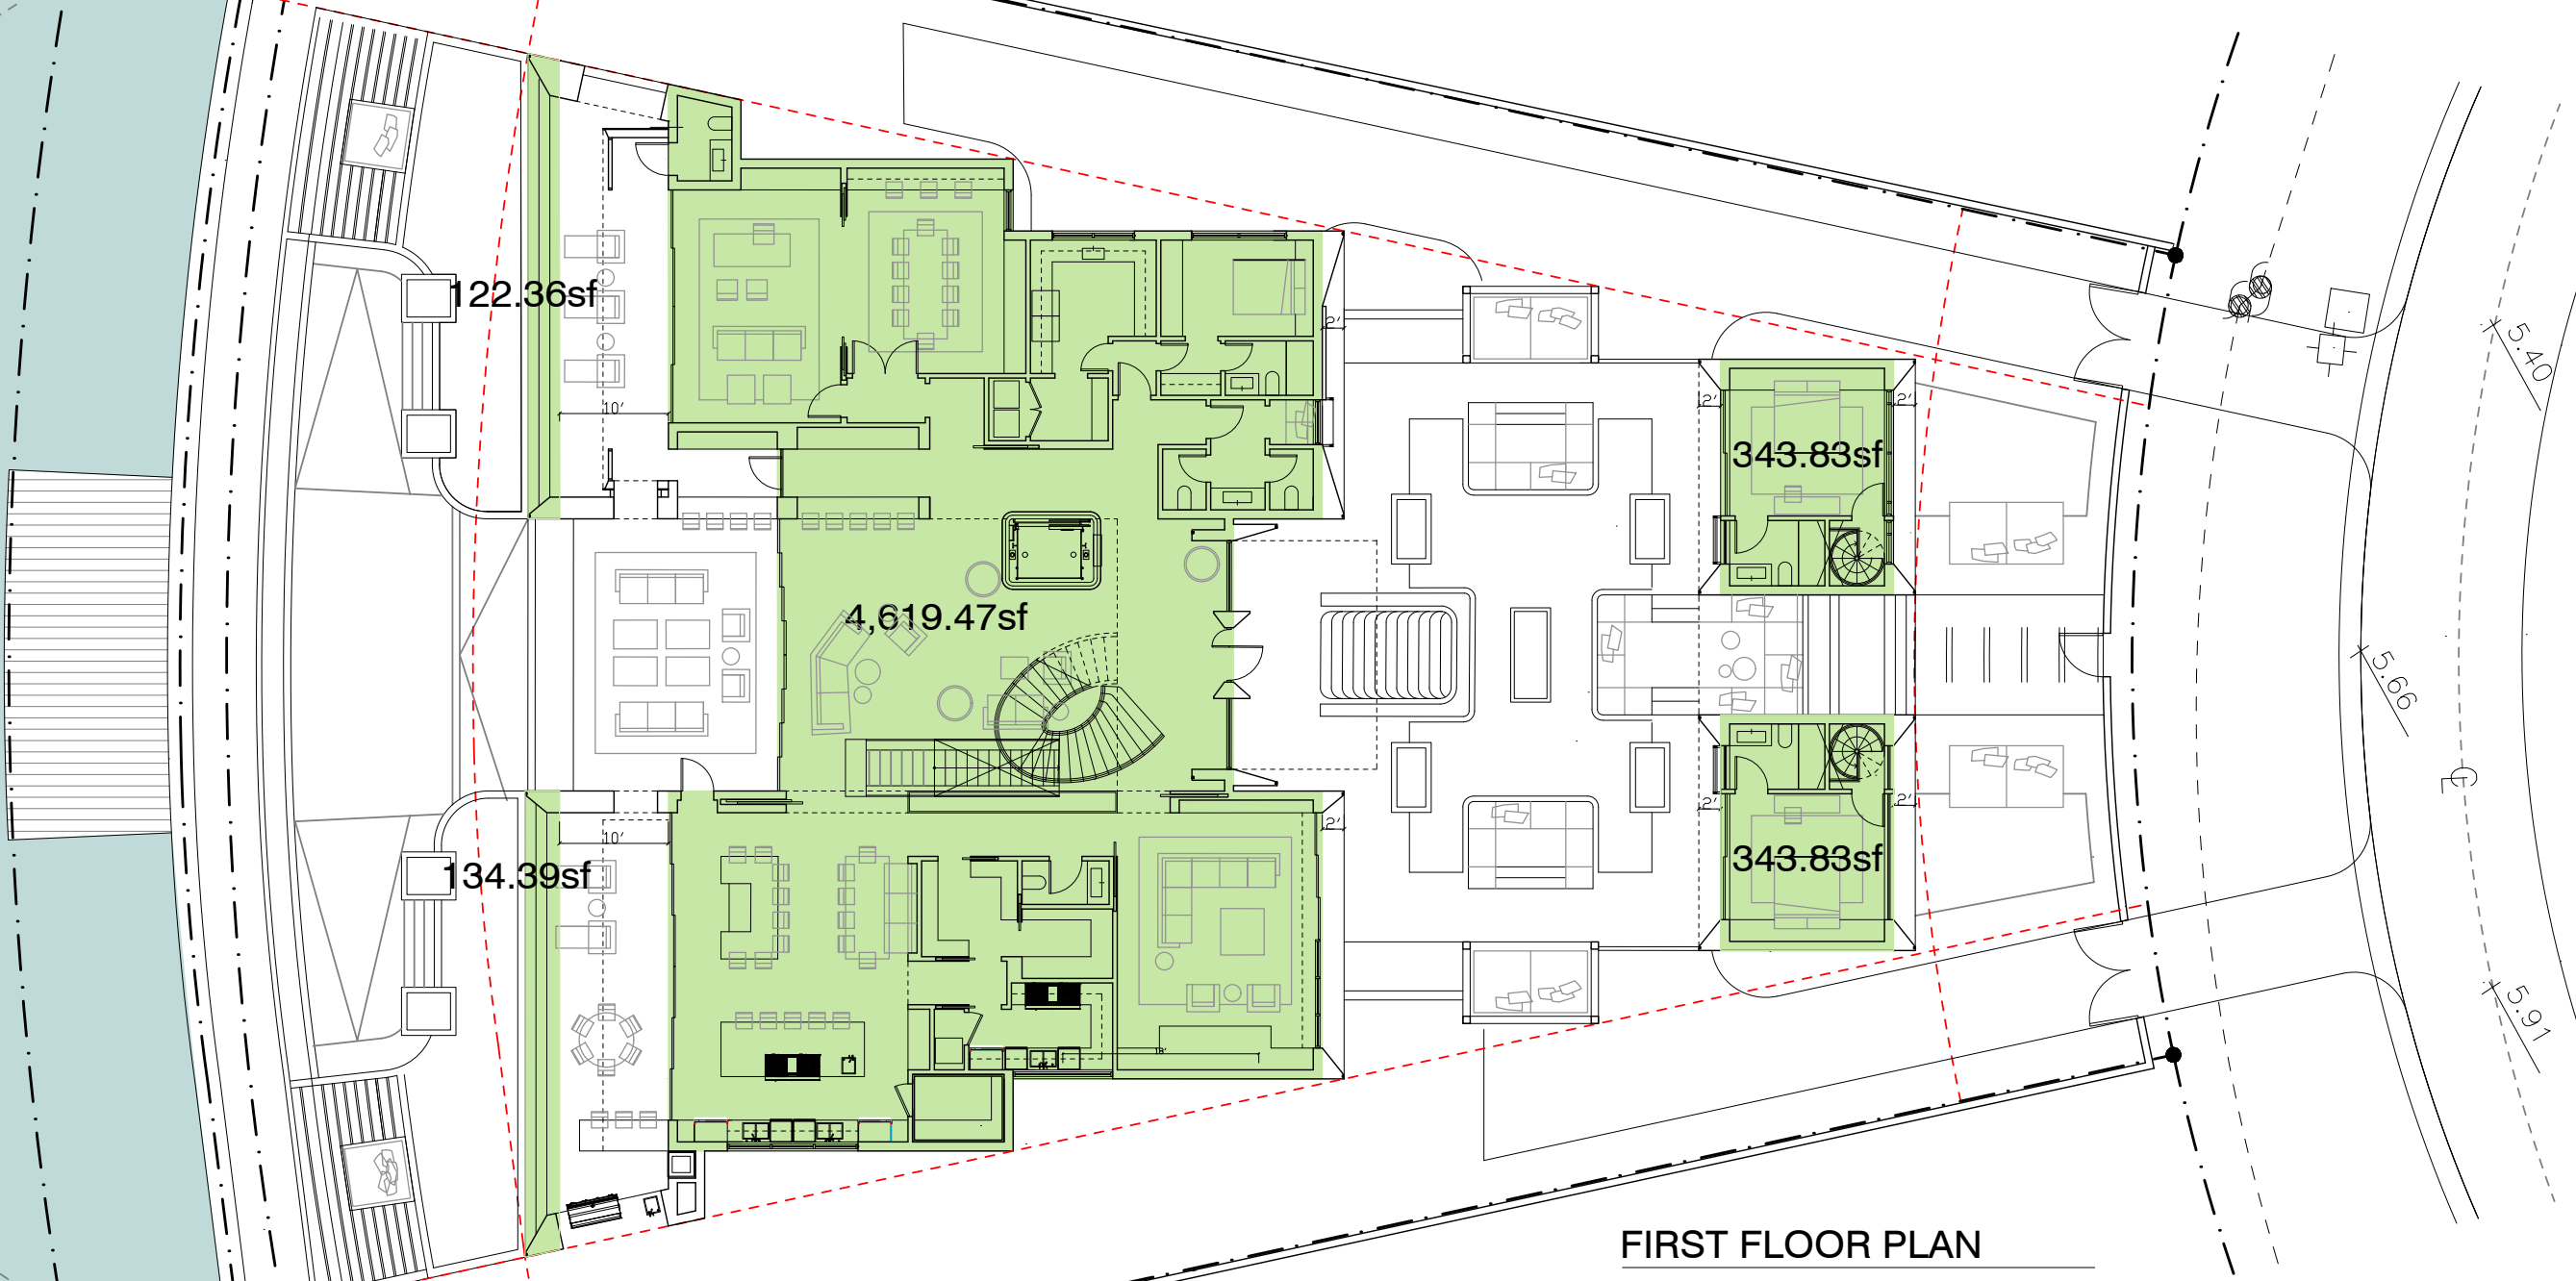 122.36sf
10'
2'
2'
2'
343.83sf
4,619.47sf
5.40
5.66
℄
10'
134.39sf
2'
2'
2'
343.83sf
18'
5.91
FIRST FLOOR PLAN